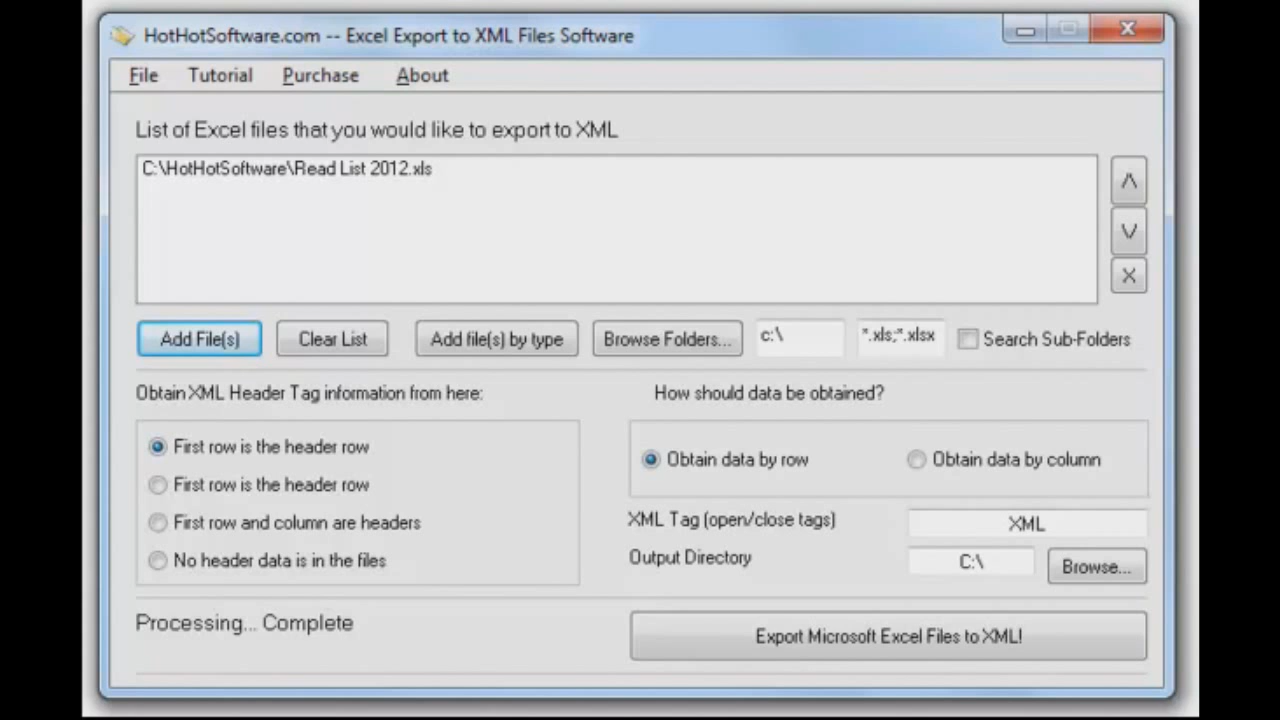 HotHotSoftware.com -- Excel Export to XML Files Software
File Tutorial Purchase About
List of Excel files that you would like to export to XML
C:\HotHotSoftware\Read List 2012.xls
/\
\/
X
Add File(s) Clear List Add file(s) by type Browse Folders... c:\ *.xls;*.xlsx Search Sub-Folders
Obtain XML Header Tag information from here:
How should data be obtained?
First row is the header row
First row is the header row
First row and column are headers
No header data is in the files
Obtain data by row Obtain data by column
XML Tag (open/close tags) XML
Output Directory C:\ Browse...
Processing... Complete
Export Microsoft Excel Files to XML!